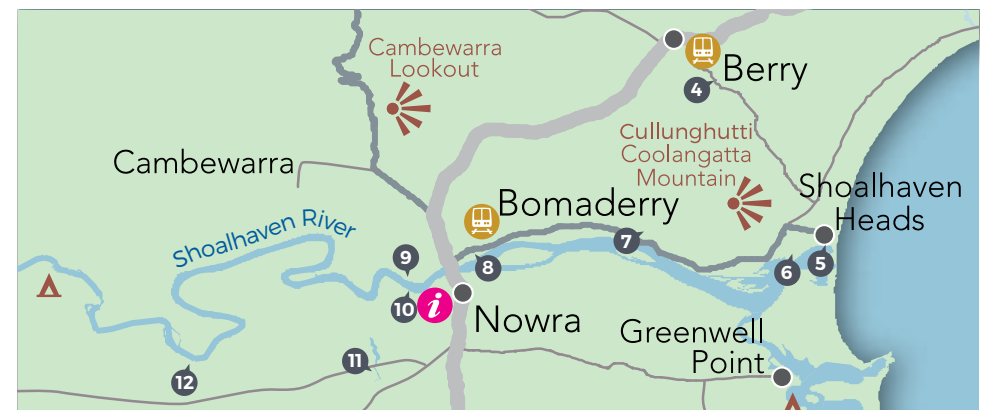 Cambewarra
Lookout
Berry
4
Cullunghutti
Coolangatta
Mountain
Cambewarra
Shoalhaven
Heads
Bomaderry
Shoalhaven River
7
9
8
6
5
10
i
Nowra
Greenwell
Point
11
12